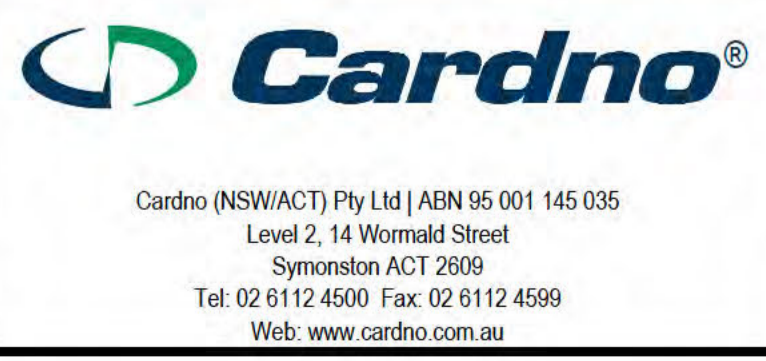 Cardno®
Cardno (NSW/ACT) Pty Ltd | ABN 95 001 145 035
Level 2, 14 Wormald Street
Symonston ACT 2609
Tel: 02 6112 4500 Fax: 02 6112 4599
Web: www.cardno.com.au